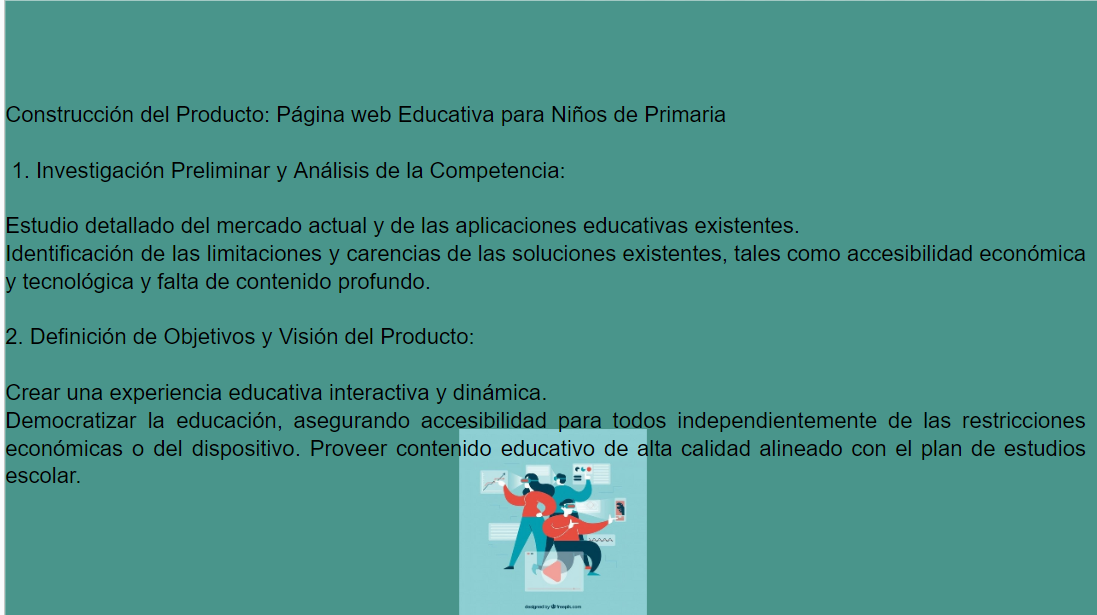 Construcción del Producto: Página web Educativa para Niños de Primaria
1. Investigación Preliminar y Análisis de la Competencia:
Estudio detallado del mercado actual y de las aplicaciones educativas existentes.
Identificación de las limitaciones y carencias de las soluciones existentes, tales como accesibilidad económica
y tecnológica y falta de contenido profundo.
2. Definición de Objetivos y Visión del Producto:
Crear una experiencia educativa interactiva y dinámica.
Democratizar la educación, asegurando accesibilidad para todos independientemente de las restricciones
económicas o del dispositivo. Proveer contenido educativo de alta calidad alineado con el plan de estudios
escolar.
designed by freepik.com